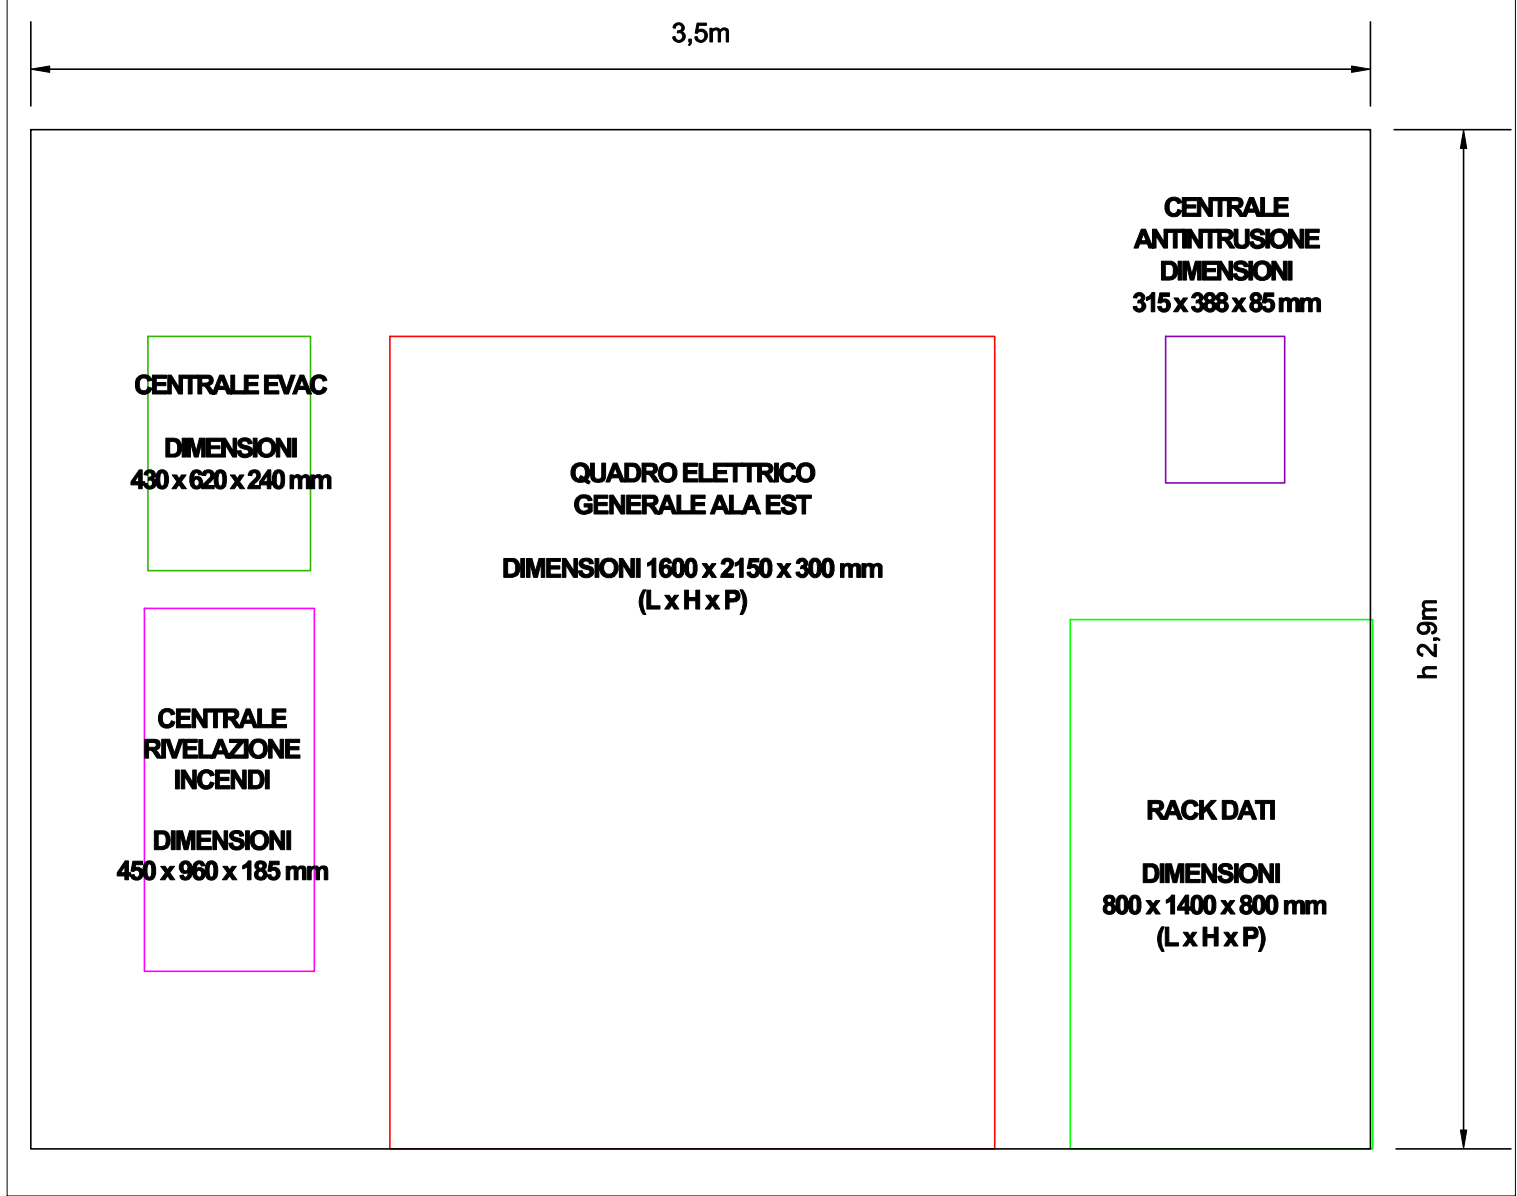 3,5m
CENTRALE
ANTINTRUSIONE
DIMENSIONI
315 x 388 x 85 mm
CENTRALE EVAC
DIMENSIONI
430 x 620 x 240 mm
QUADRO ELETTRICO
GENERALE ALA EST
DIMENSIONI 1600 x 2150 x 300 mm
(L x H x P)
h 2,9m
CENTRALE
RIVELAZIONE
INCENDI
DIMENSIONI
450 x 960 x 185 mm
RACK DATI
DIMENSIONI
800 x 1400 x 800 mm
(L x H x P)